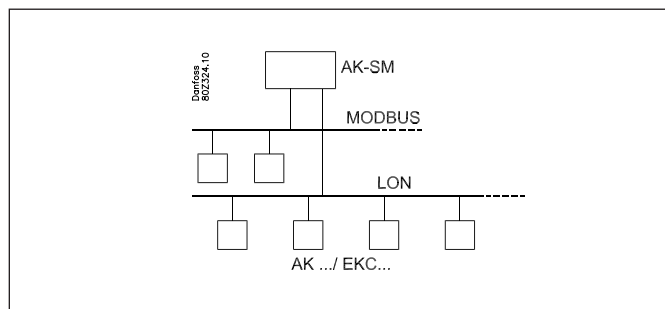 Danfoss
80Z324.10
AK-SM
MODBUS
LON
AK .../ EKC...